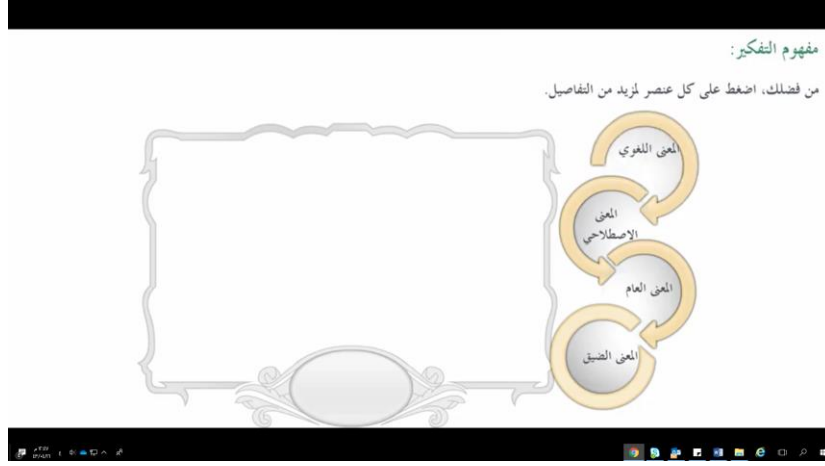 مفهوم التفكير:
من فضلك، اضغط على كل عنصر لمزيد من التفاصيل.
المعنى اللغوي
المعنى
الاصطلاحي
المعنى العام
المعنى الضيق